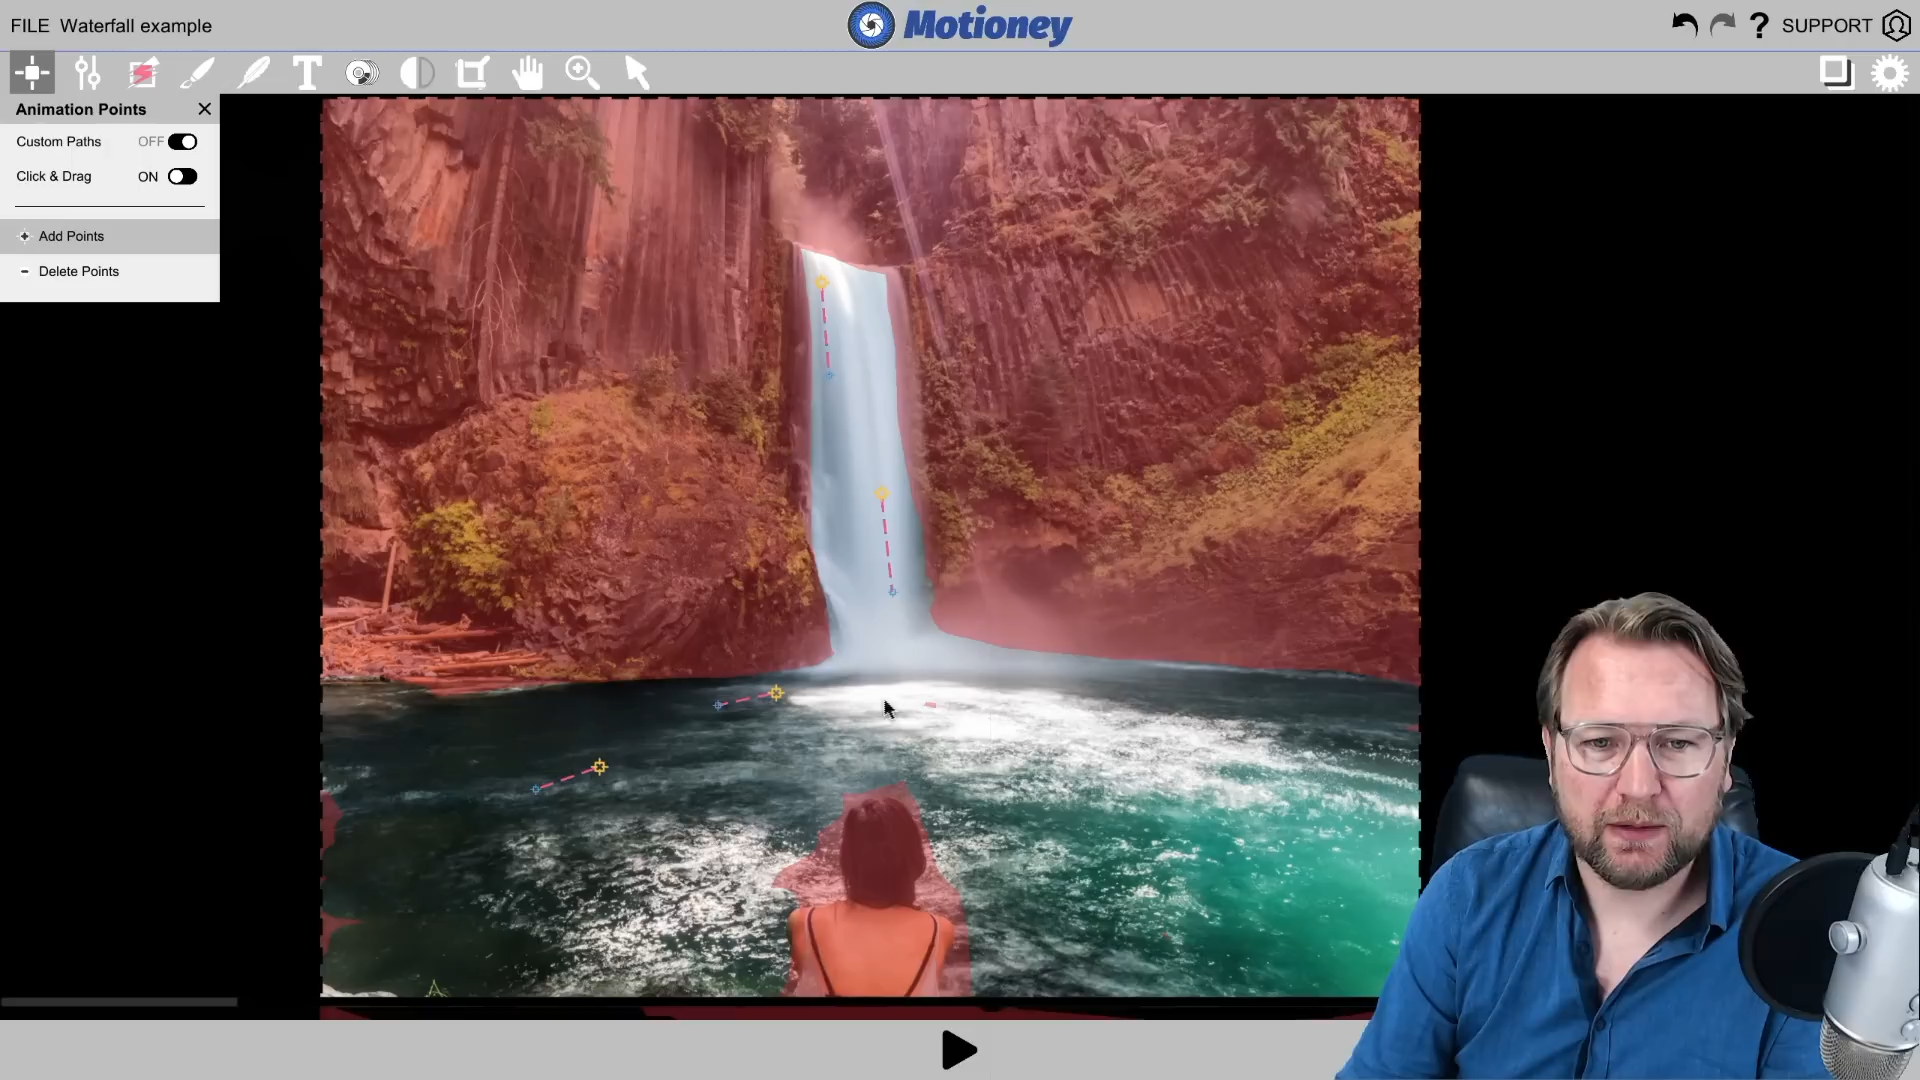 FILE Waterfall example
Motioney
? SUPPORT
T
Animation Points
Custom Paths OFF
Click & Drag ON
Add Points
Delete Points